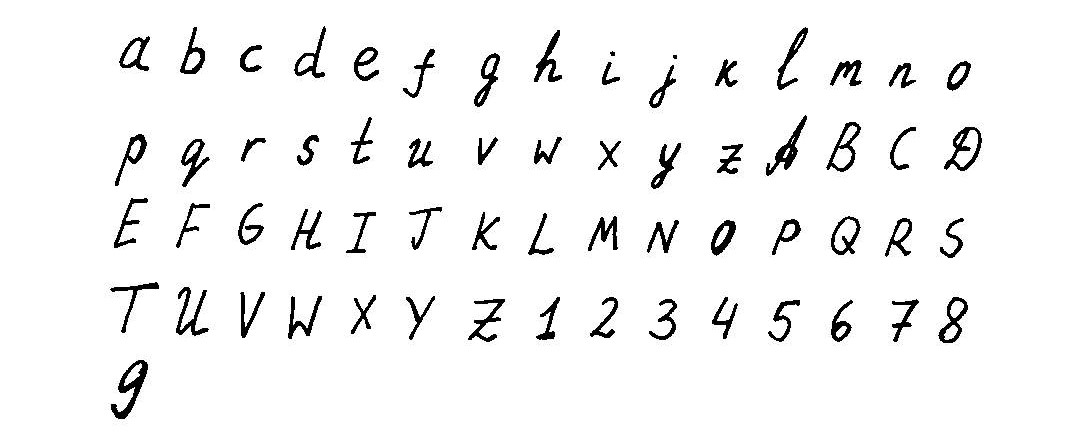 a b c d e f g h i j k l m n o
p q r s t u v w x y z A B C D
E F G H I J K L M N O P Q R S
T U V W X Y Z 1 2 3 4 5 6 7 8
9